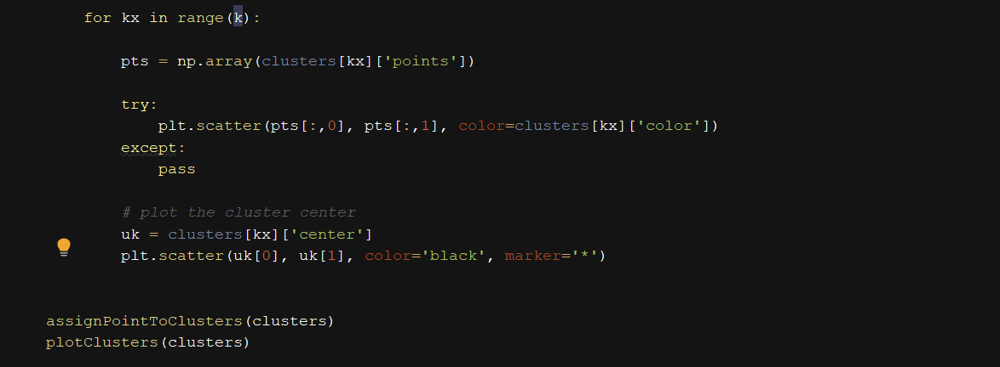 for kx in range(k):
pts = np.array(clusters[kx]['points'])
try:
plt.scatter(pts[:,0], pts[:,1], color=clusters[kx]['color'])
except:
pass
# plot the cluster center
uk = clusters[kx]['center']
plt.scatter(uk[0], uk[1], color='black', marker='*')
assignPointToClusters(clusters)
plotClusters(clusters)